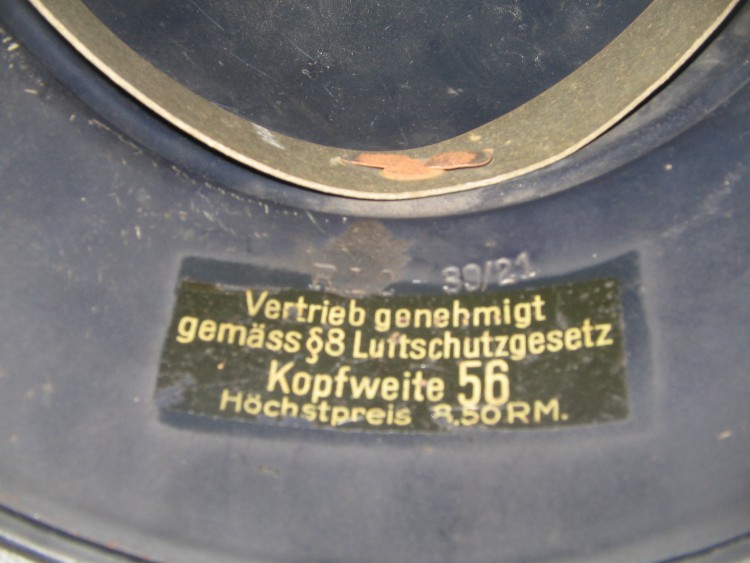 39/21
Vertrieb genehmigt
gemäss §8 Luftschutzgesetz
Kopfweite 56
Höchstpreis 8,50 RM.